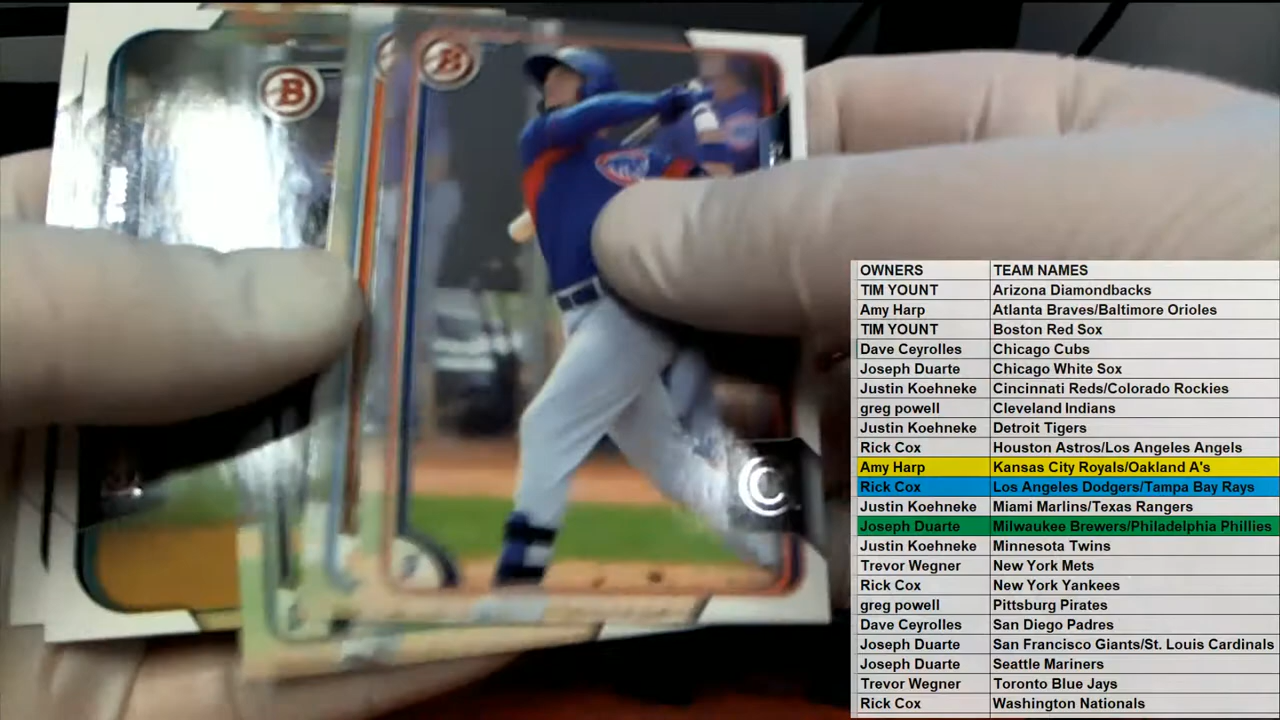 B
B
C
OWNERS TEAM NAMES
TIM YOUNT Arizona Diamondbacks
Amy Harp Atlanta Braves/Baltimore Orioles
TIM YOUNT Boston Red Sox
Dave Ceyrolles Chicago Cubs
Joseph Duarte Chicago White Sox
Justin Koehneke Cincinnati Reds/Colorado Rockies
greg powell Cleveland Indians
Justin Koehneke Detroit Tigers
Rick Cox Houston Astros/Los Angeles Angels
Amy Harp Kansas City Royals/Oakland A's
Rick Cox Los Angeles Dodgers/Tampa Bay Rays
Justin Koehneke Miami Marlins/Texas Rangers
Joseph Duarte Milwaukee Brewers/Philadelphia Phillies
Justin Koehneke Minnesota Twins
Trevor Wegner New York Mets
Rick Cox New York Yankees
greg powell Pittsburg Pirates
Dave Ceyrolles San Diego Padres
Joseph Duarte San Francisco Giants/St. Louis Cardinals
Joseph Duarte Seattle Mariners
Trevor Wegner Toronto Blue Jays
Rick Cox Washington Nationals